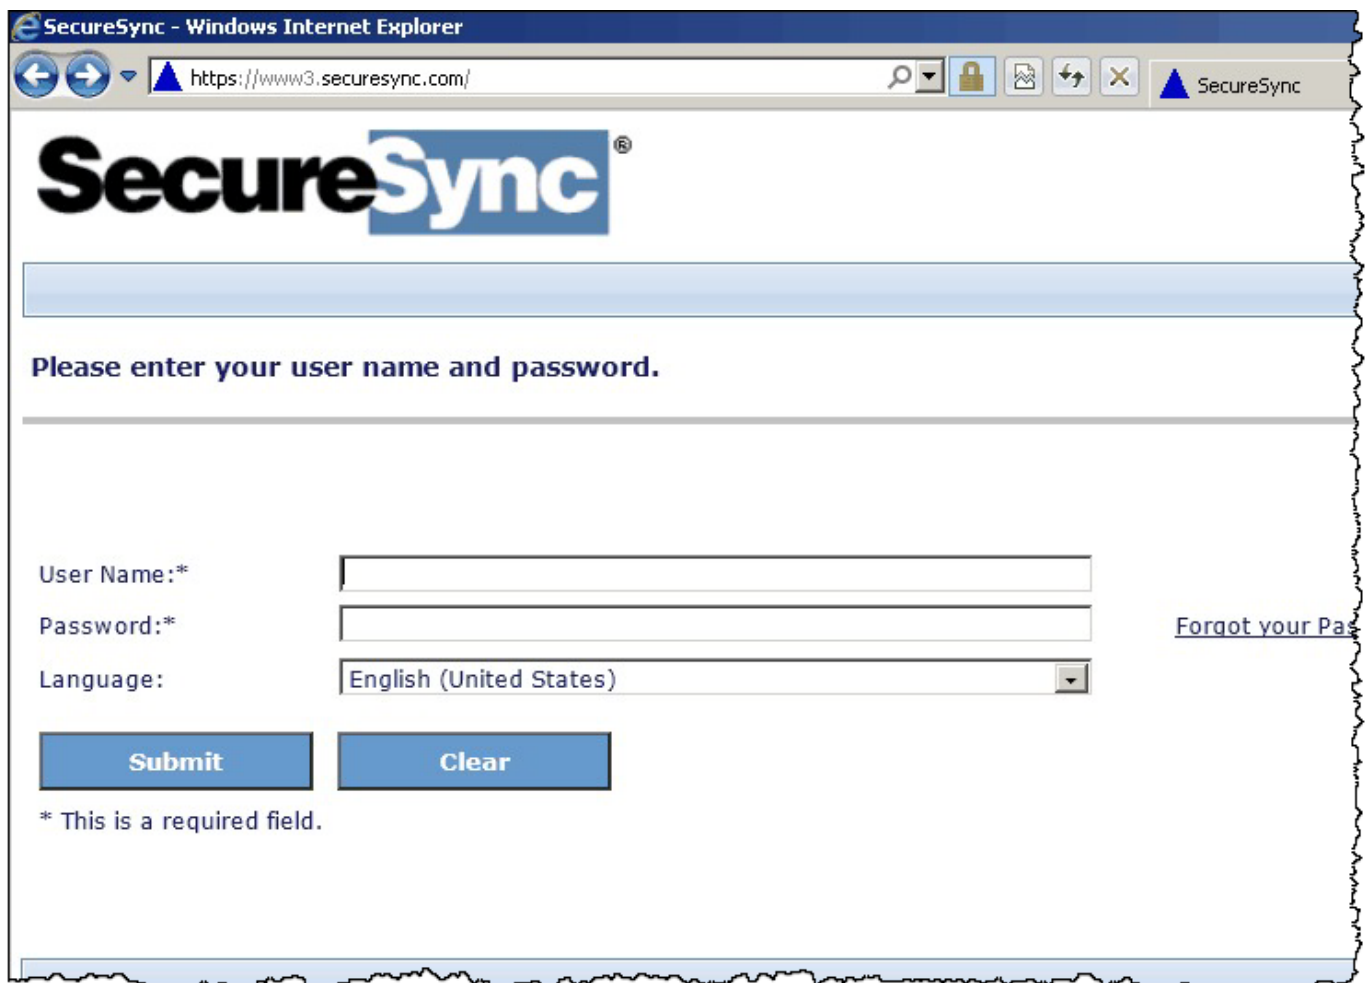 SecureSync - Windows Internet Explorer
https://www3.securesync.com/
SecureSync
SecureSync®
Please enter your user name and password.
User Name:*
Password:*
Forgot your
Language:
English (United States)
Submit
Clear
* This is a required field.